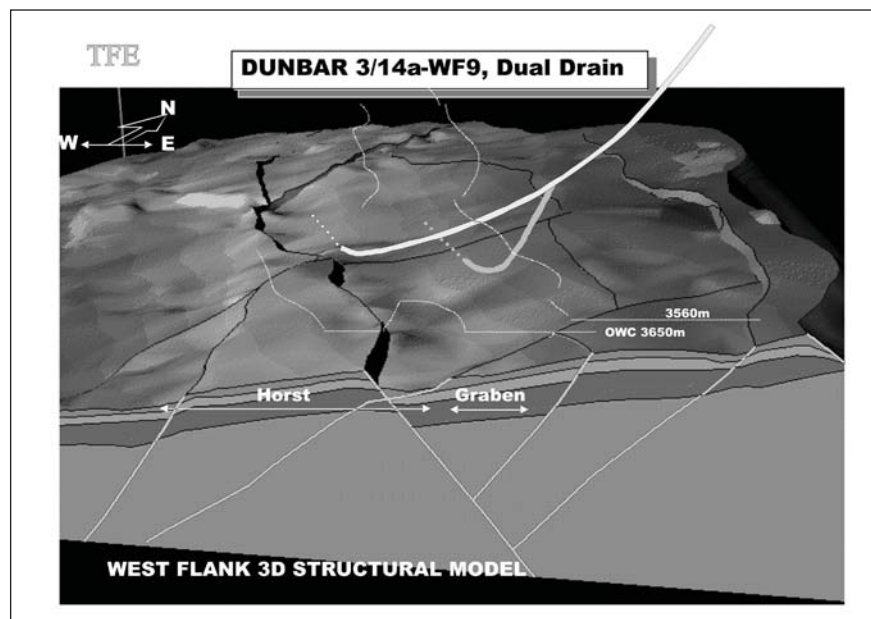 TFE
DUNBAR 3/14a-WF9, Dual Drain
N
W E
3560m
OWC 3650m
Horst Graben
WEST FLANK 3D STRUCTURAL MODEL